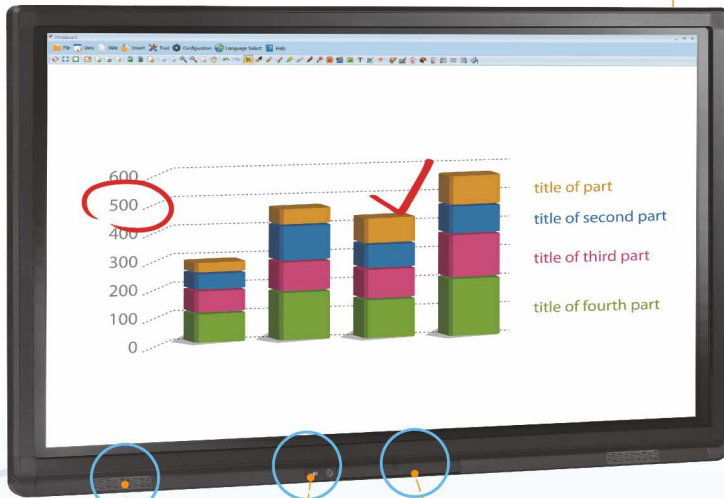 File View Slide Insert Tool Configuration Language Select Help
600
500
400
300
200
100
0
title of part
title of second part
title of third part
title of fourth part